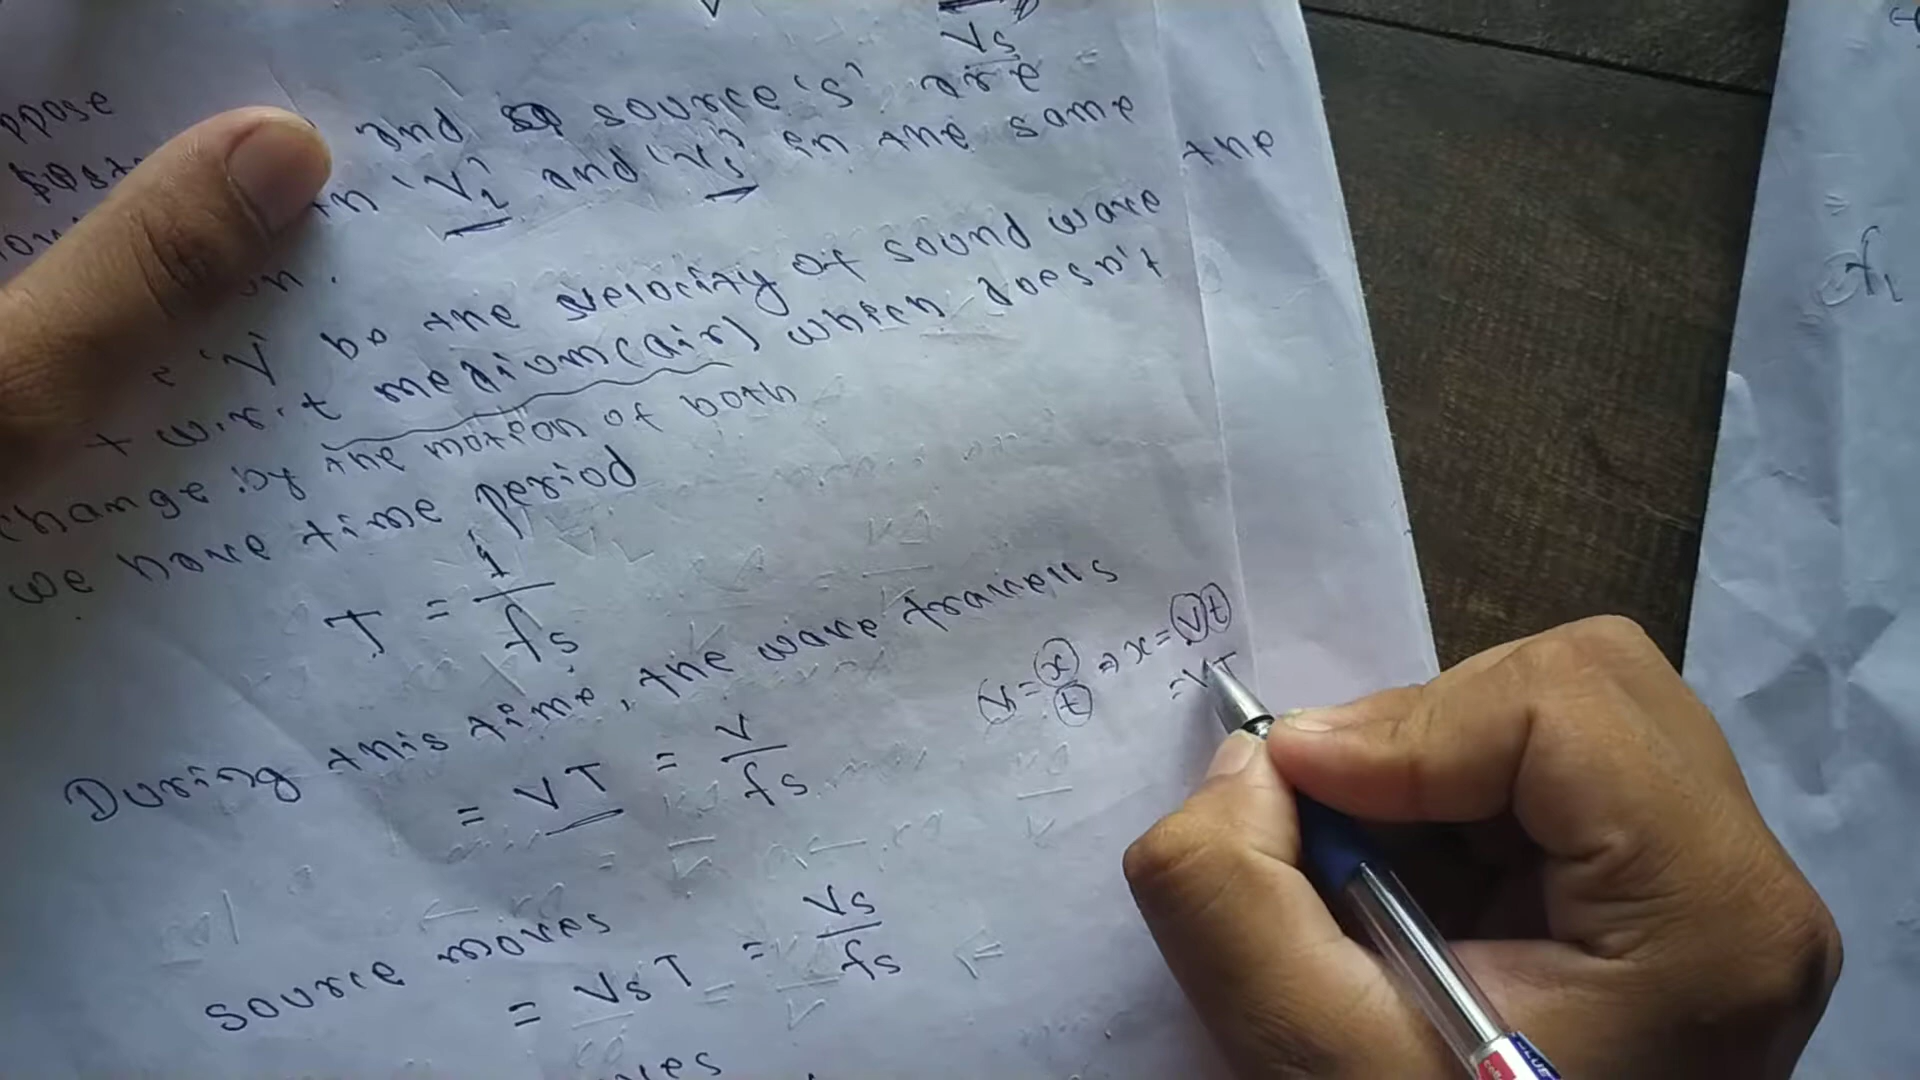 Vs
and source 's' are
'VL' and 'Vs' in the same
the
'V' be the velocity of sound wave
w.r.t medium (air) which doesn't
change by the motion of both
we have time period
T = 1/fs
During this time, the wave travells
V = x/t ⇒ x = Vt
= VT
= VT = V/fs
source moves
= VsT = Vs/fs